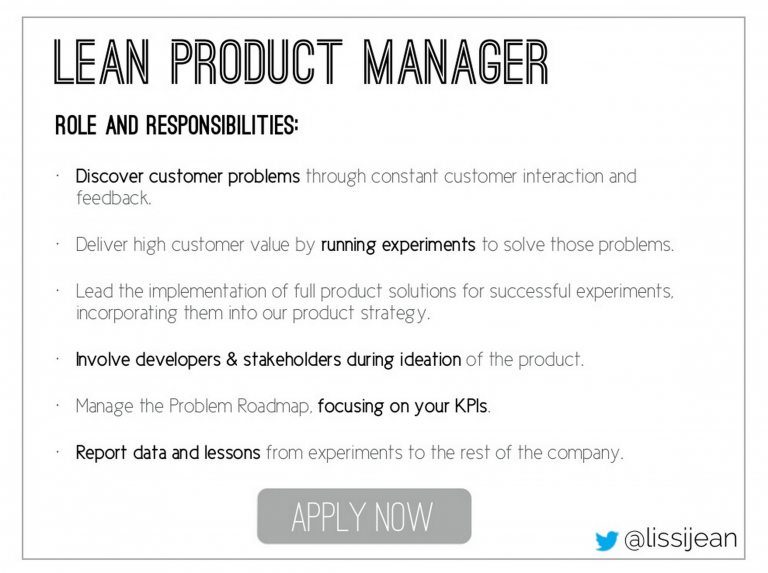 LEAN PRODUCT MANAGER
ROLE AND RESPONSIBILITIES:
· Discover customer problems through constant customer interaction and
feedback.
· Deliver high customer value by running experiments to solve those problems.
· Lead the implementation of full product solutions for successful experiments,
incorporating them into our product strategy.
· Involve developers & stakeholders during ideation of the product.
· Manage the Problem Roadmap, focusing on your KPIs.
· Report data and lessons from experiments to the rest of the company.
APPLY NOW
@lissijean